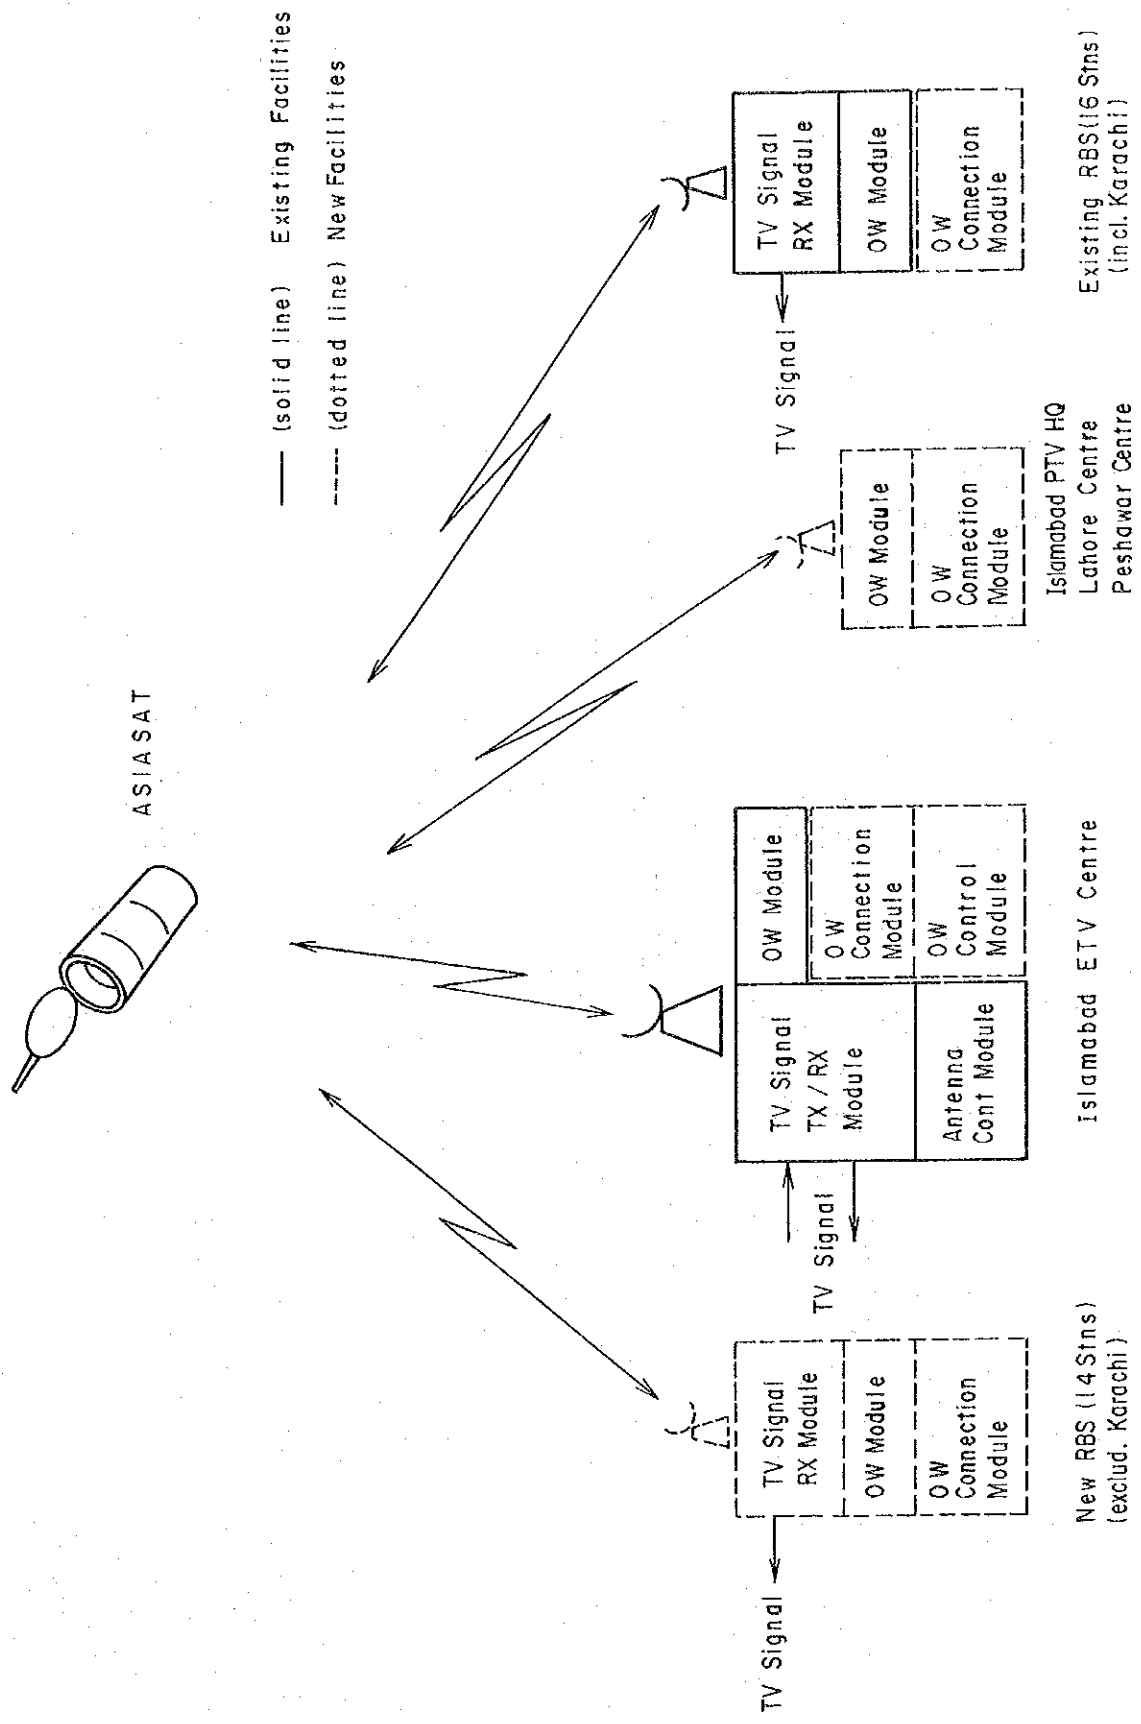 ASIASAT
(solid line) Existing Facilities
(dotted line) New Facilities
TV Signal
TV Signal
RX Module
OW Module
OW
Connection
Module
New RBS (14 Stns)
(exclud. Karachi)
TV Signal
TV Signal
TX / RX
Module
Antenna
Cont Module
OW Module
OW
Connection
Module
OW
Control
Module
Islamabad ETV Centre
OW Module
OW
Connection
Module
Islamabad PTV HQ
Lahore Centre
Peshawar Centre
TV Signal
TV Signal
RX Module
OW Module
OW
Connection
Module
Existing RBS (16 Stns)
(incl. Karachi)